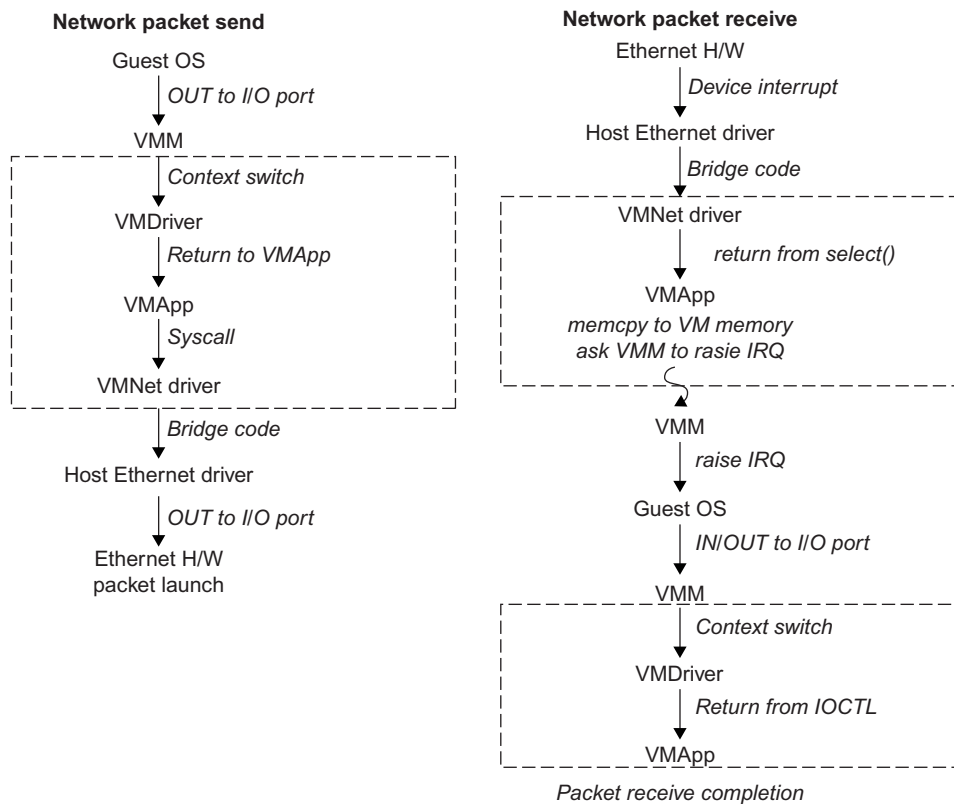 Network packet send
Guest OS
OUT to I/O port
VMM
Context switch
VMDriver
Return to VMApp
VMApp
Syscall
VMNet driver
Bridge code
Host Ethernet driver
OUT to I/O port
Ethernet H/W
packet launch
Network packet receive
Ethernet H/W
Device interrupt
Host Ethernet driver
Bridge code
VMNet driver
return from select()
VMApp
memcpy to VM memory
ask VMM to rasie IRQ
VMM
raise IRQ
Guest OS
IN/OUT to I/O port
VMM
Context switch
VMDriver
Return from IOCTL
VMApp
Packet receive completion